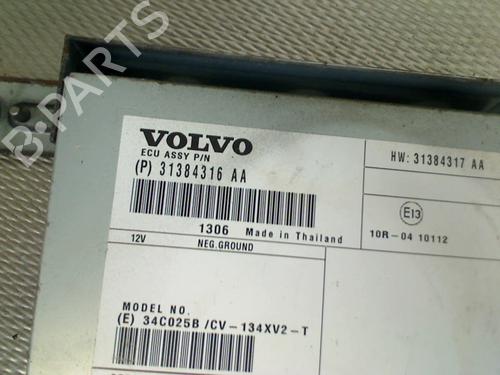 B-PARTS
VOLVO
ECU ASSY P/N
(P) 31384316 AA
1306 Made in Thailand
12V NEG.GROUND
MODEL NO.
(E) 34C025B /CV-134XV2-T
HW: 31384317 AA
E13
10R-04 10112